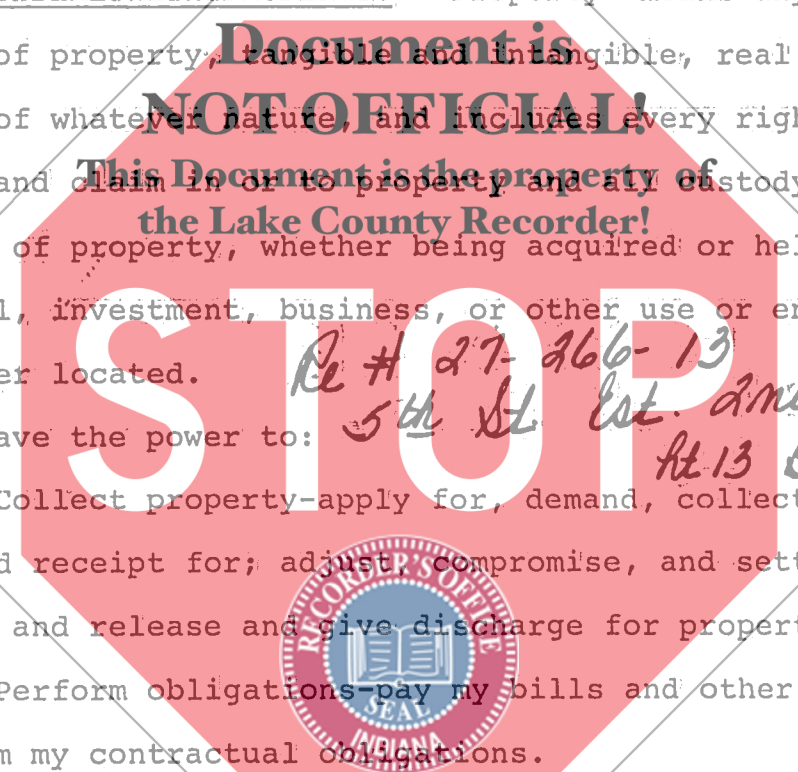 of property, tangible and intangible, real
of whatever nature, and includes every righ
and claim in or to property and all custody
of property, whether being acquired or hel
l, investment, business, or other use or en
er located.
ave the power to:
Collect property-apply for, demand, collect
d receipt for; adjust, compromise, and sett
and release and give discharge for propert
Perform obligations-pay my bills and other
m my contractual obligations.
Document is
NOT OFFICIAL!
This Document is the property of
the Lake County Recorder!
STOP
Re # 27-266-13
5th St. Est. 2nd
13
RECORDER'S OFFICE
SEAL
INDIANA